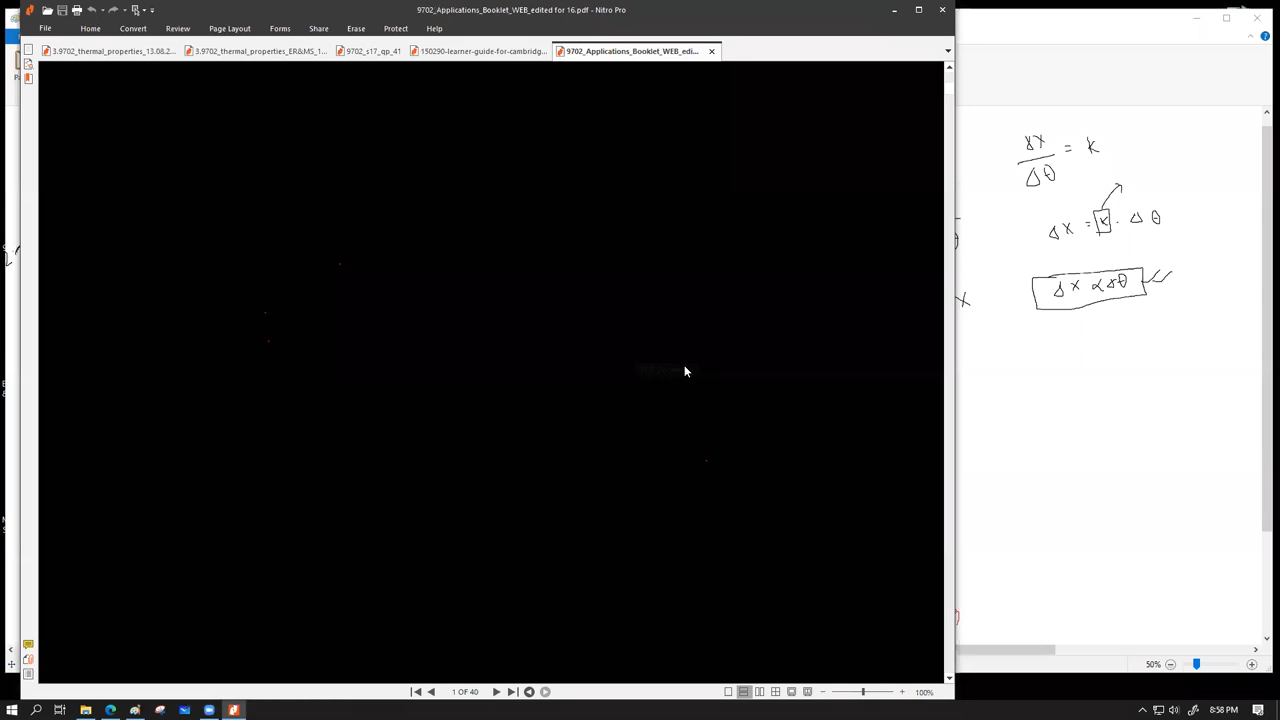 9702_Applications_Booklet_WEB_edited for 16.pdf - Nitro Pro
File Home Convert Review Page Layout Forms Share Erase Protect Help
3.9702_thermal_properties_13.08.2... 3.9702_thermal_properties_ER&MS_1... 9702_s17_qp_41 150290-learner-guide-for-cambridg... 9702_Applications_Booklet_WEB_edi...
ΔX
Δθ = k
Δx = k · Δθ
Δx α Δθ
x
50%
1 OF 40
100%
8:58 PM